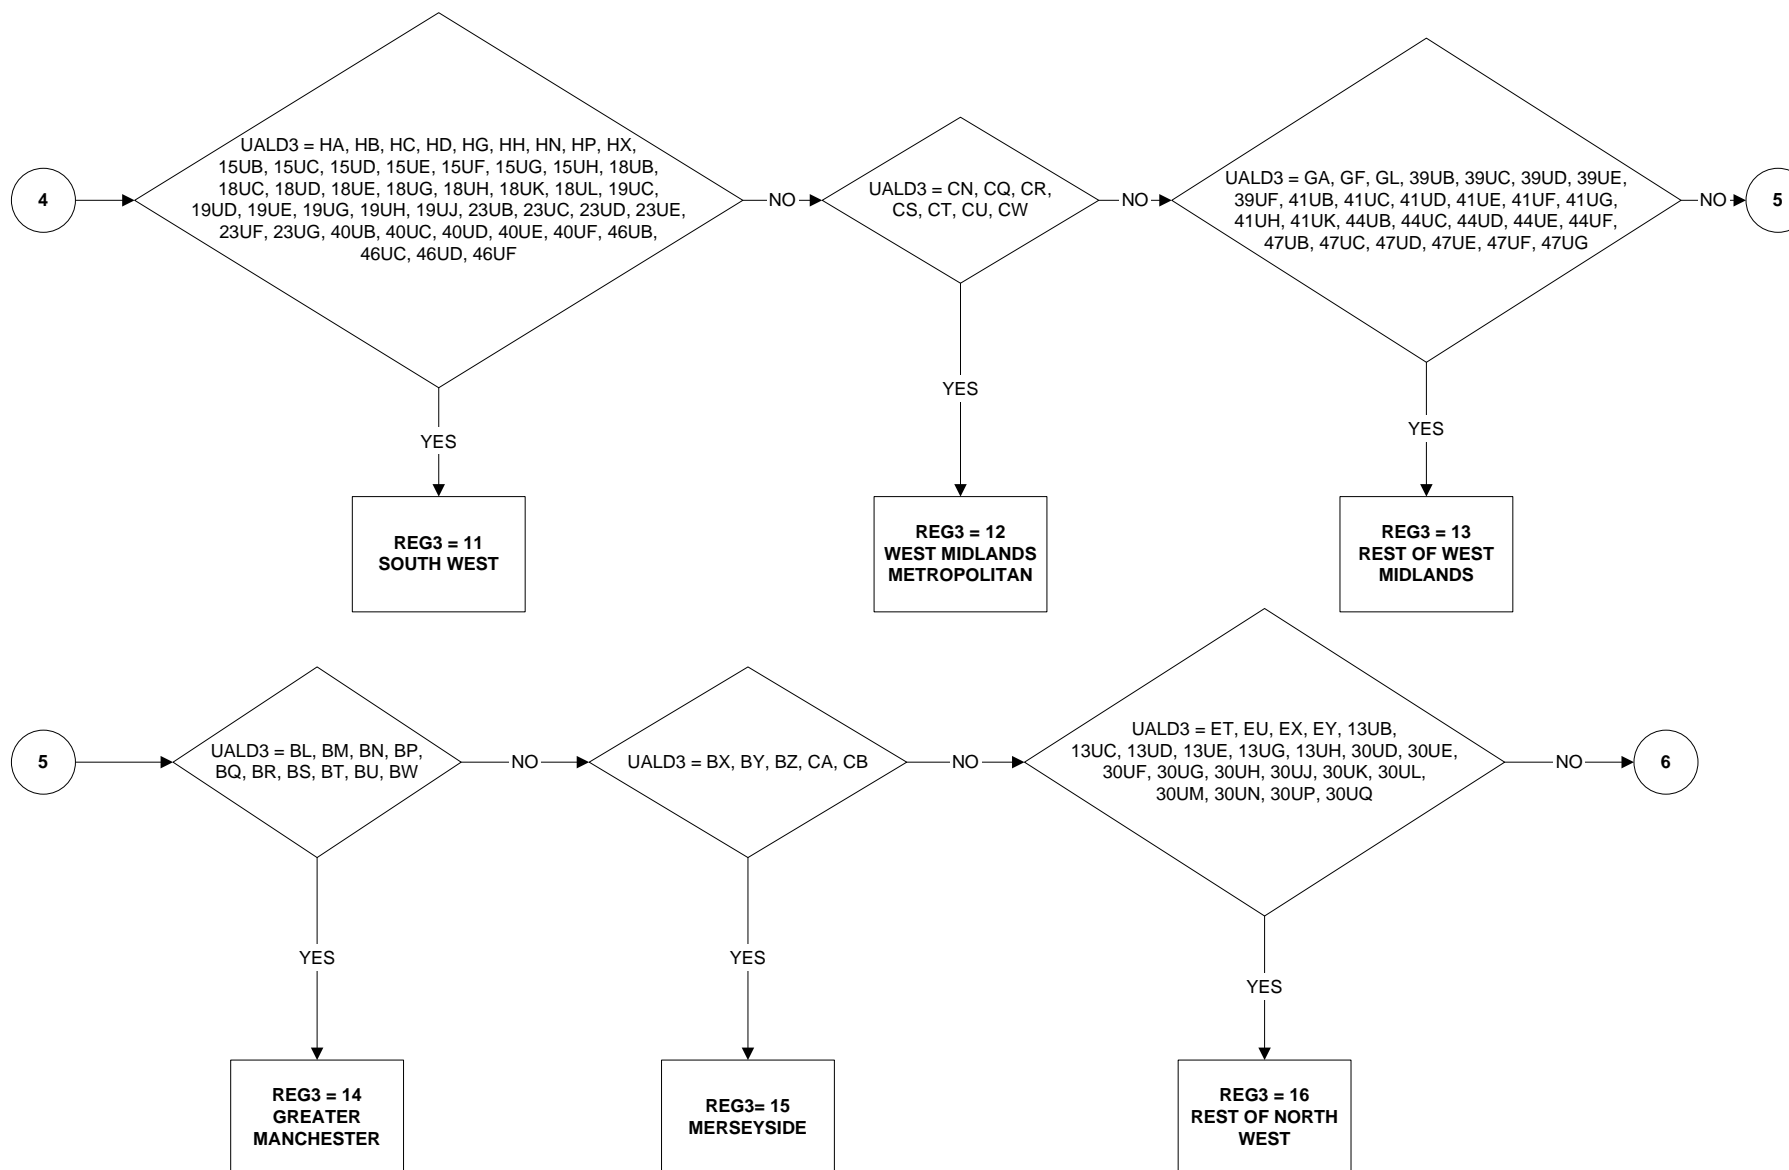 4
UALD3 = HA, HB, HC, HD, HG, HH, HN, HP, HX,
15UB, 15UC, 15UD, 15UE, 15UF, 15UG, 15UH, 18UB,
18UC, 18UD, 18UE, 18UG, 18UH, 18UK, 18UL, 19UC,
19UD, 19UE, 19UG, 19UH, 19UJ, 23UB, 23UC, 23UD, 23UE,
23UF, 23UG, 40UB, 40UC, 40UD, 40UE, 40UF, 46UB,
46UC, 46UD, 46UF
NO
UALD3 = CN, CQ, CR,
CS, CT, CU, CW
NO
UALD3 = GA, GF, GL, 39UB, 39UC, 39UD, 39UE,
39UF, 41UB, 41UC, 41UD, 41UE, 41UF, 41UG,
41UH, 41UK, 44UB, 44UC, 44UD, 44UE, 44UF,
47UB, 47UC, 47UD, 47UE, 47UF, 47UG
NO
5
YES
YES
YES
REG3 = 11
SOUTH WEST
REG3 = 12
WEST MIDLANDS
METROPOLITAN
REG3 = 13
REST OF WEST
MIDLANDS
5
UALD3 = BL, BM, BN, BP,
BQ, BR, BS, BT, BU, BW
NO
UALD3 = BX, BY, BZ, CA, CB
NO
UALD3 = ET, EU, EX, EY, 13UB,
13UC, 13UD, 13UE, 13UG, 13UH, 30UD, 30UE,
30UF, 30UG, 30UH, 30UJ, 30UK, 30UL,
30UM, 30UN, 30UP, 30UQ
NO
6
YES
YES
YES
REG3 = 14
GREATER
MANCHESTER
REG3= 15
MERSEYSIDE
REG3 = 16
REST OF NORTH
WEST